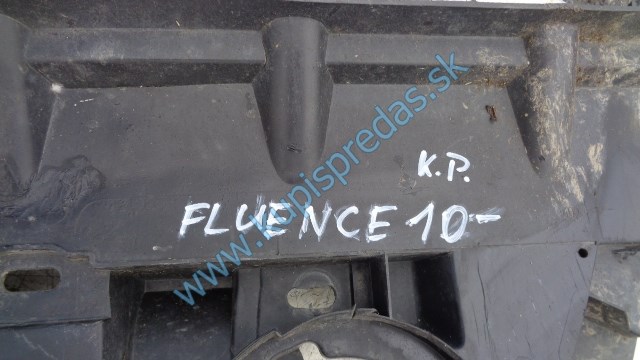 K.P.
FLUENCE 10-
www.kupispredas.sk